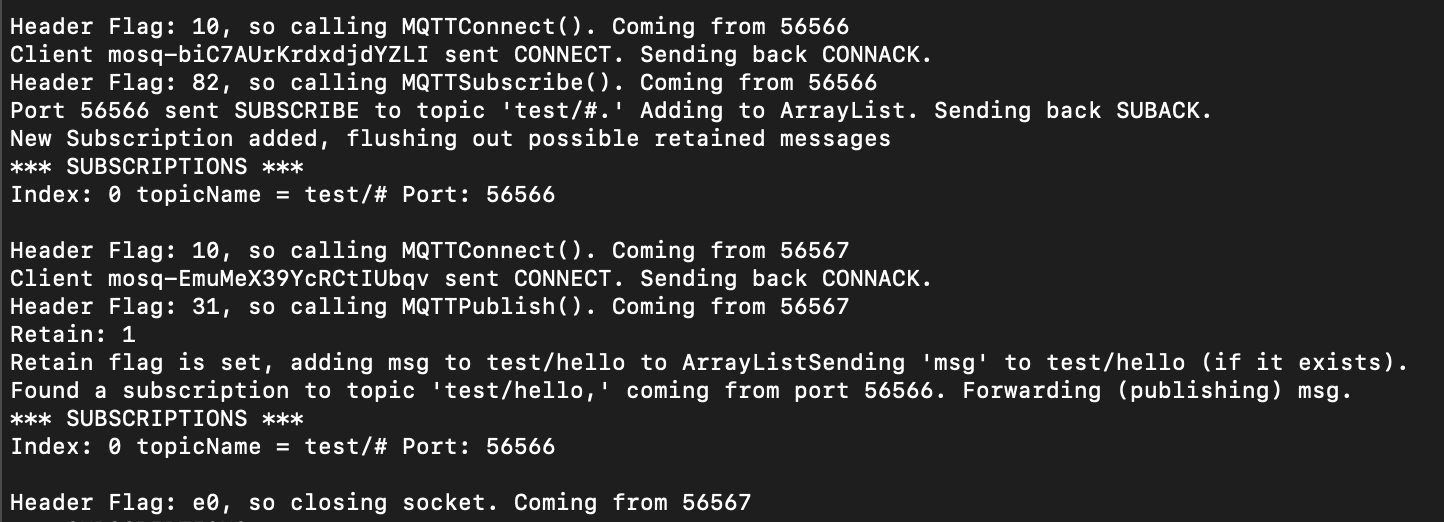 Header Flag: 10, so calling MQTTConnect(). Coming from 56566
Client mosq-biC7AUrKrdxdjdYZLI sent CONNECT. Sending back CONNACK.
Header Flag: 82, so calling MQTTSubscribe(). Coming from 56566
Port 56566 sent SUBSCRIBE to topic 'test/#.' Adding to ArrayList. Sending back SUBACK.
New Subscription added, flushing out possible retained messages
*** SUBSCRIPTIONS ***
Index: 0 topicName = test/# Port: 56566
Header Flag: 10, so calling MQTTConnect(). Coming from 56567
Client mosq-EmuMeX39YcRCtIUbqv sent CONNECT. Sending back CONNACK.
Header Flag: 31, so calling MQTTPublish(). Coming from 56567
Retain: 1
Retain flag is set, adding msg to test/hello to ArrayListSending 'msg' to test/hello (if it exists).
Found a subscription to topic 'test/hello,' coming from port 56566. Forwarding (publishing) msg.
*** SUBSCRIPTIONS ***
Index: 0 topicName = test/# Port: 56566
Header Flag: e0, so closing socket. Coming from 56567